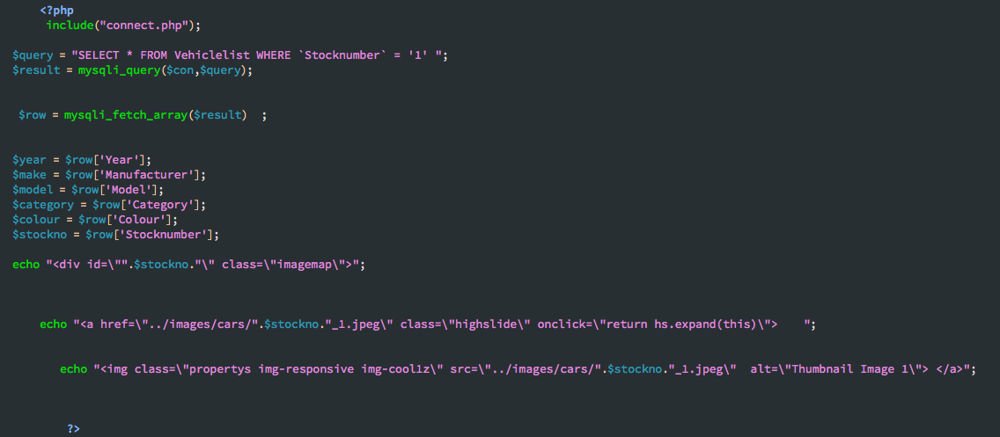 <?php
include("connect.php");
$query = "SELECT * FROM Vehiclelist WHERE `Stocknumber` = '1' ";
$result = mysqli_query($con,$query);
$row = mysqli_fetch_array($result)  ;
$year = $row['Year'];
$make = $row['Manufacturer'];
$model = $row['Model'];
$category = $row['Category'];
$colour = $row['Colour'];
$stockno = $row['Stocknumber'];
echo "<div id=\"".$stockno."\" class=\"imagemap\">";
echo "<a href=\"../images/cars/".$stockno."_1.jpeg\" class=\"highslide\" onclick=\"return hs.expand(this)\">    ";
echo "<img class=\"propertys img-responsive img-cool1z\" src=\"../images/cars/".$stockno."_1.jpeg\"  alt=\"Thumbnail Image 1\"> </a>";
?>